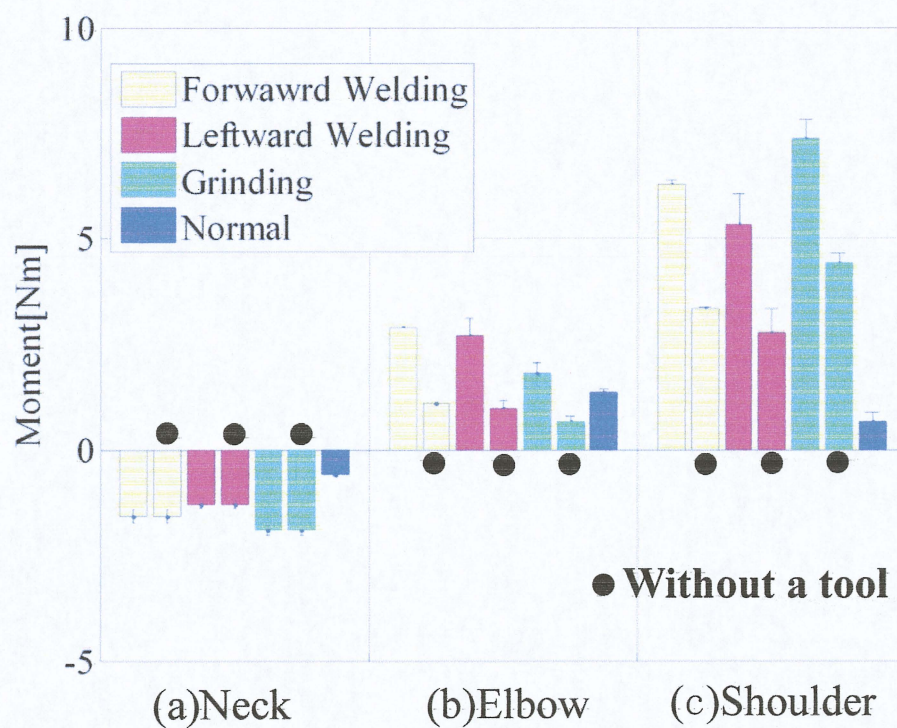 10
Forwawrd Welding
Leftward Welding
Grinding
Normal
5
Moment[Nm]
0
Without a tool
-5
(a)Neck (b)Elbow (c)Shoulder